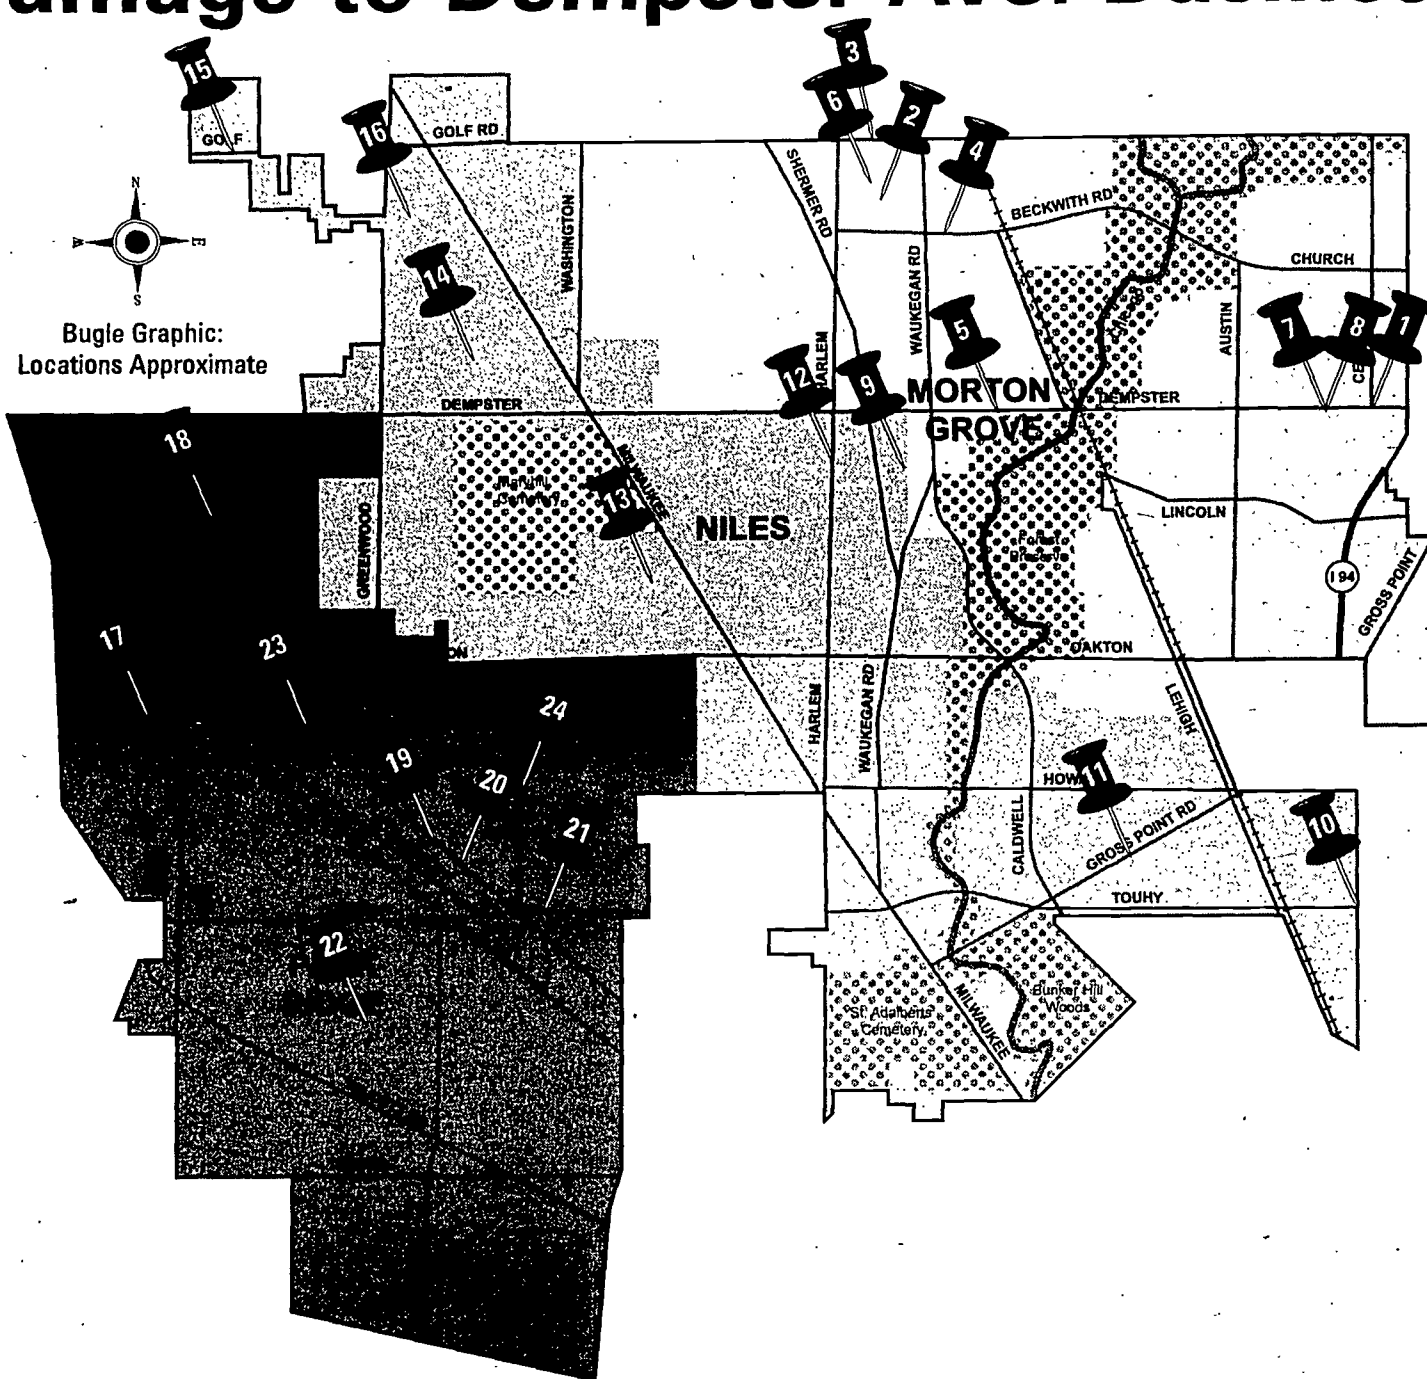 to Dempster Ave.
3
15
6
2
16
GOLF RD
4
GOLF
SHERMER RD
BECKWITH RD
N
WASHINGTON
W
E
CHURCH
S
14
WAUKEGAN RD
AUSTIN
5
7
8
1
Bugle Graphic:
Locations Approximate
12
HARLEM
9
MORTON
GROVE
DEMPSTER
DEMPSTER
18
Maryhill
Cemetery
MILWAUKEE
13
NILES
LINCOLN
GREENWOOD
Forest
Preserve
I 94
GROSS POINT
17
23
OAKTON
HARLEM
WAUKEGAN RD
LEHIGH
24
19
20
11
21
CALDWELL
GROSS POINT RD
10
TOUHY
22
St. Adalberts
Cemetery
MILWAUKEE
Bunker Hill
Woods